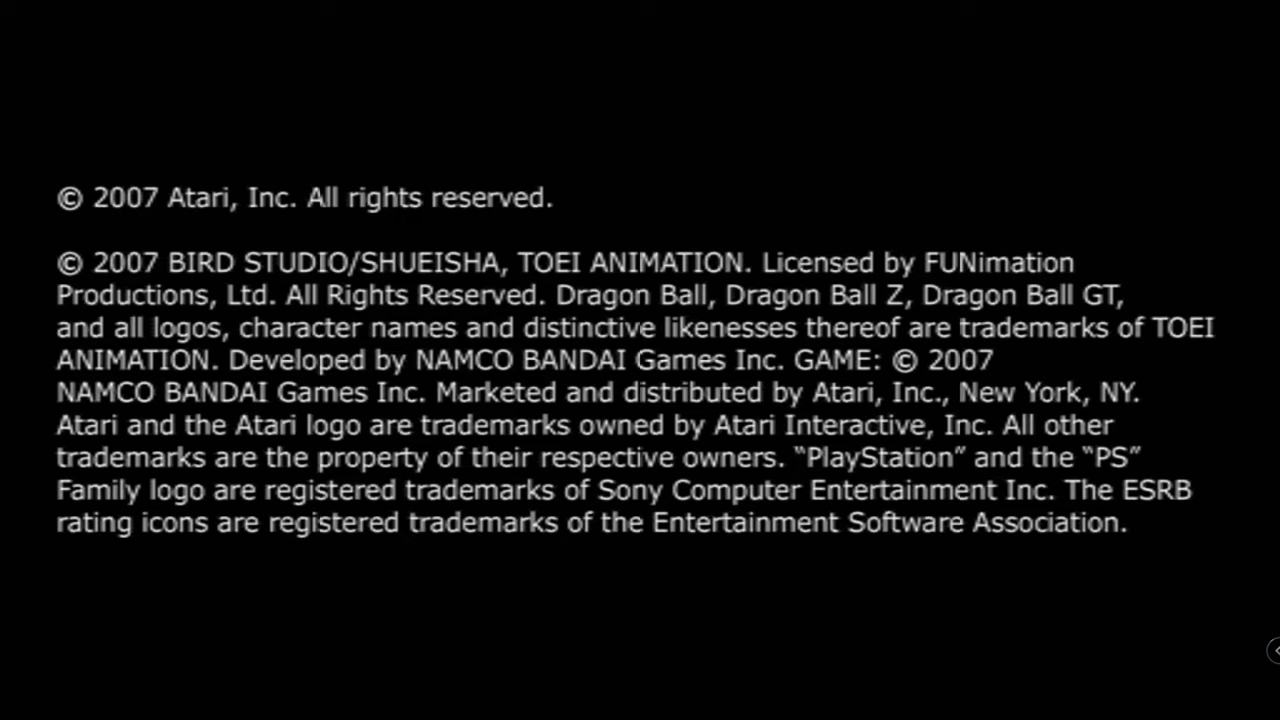 © 2007 Atari, Inc. All rights reserved.
© 2007 BIRD STUDIO/SHUEISHA, TOEI ANIMATION. Licensed by FUNimation
Productions, Ltd. All Rights Reserved. Dragon Ball, Dragon Ball Z, Dragon Ball GT,
and all logos, character names and distinctive likenesses thereof are trademarks of TOEI
ANIMATION. Developed by NAMCO BANDAI Games Inc. GAME: © 2007
NAMCO BANDAI Games Inc. Marketed and distributed by Atari, Inc., New York, NY.
Atari and the Atari logo are trademarks owned by Atari Interactive, Inc. All other
trademarks are the property of their respective owners. “PlayStation” and the “PS”
Family logo are registered trademarks of Sony Computer Entertainment Inc. The ESRB
rating icons are registered trademarks of the Entertainment Software Association.